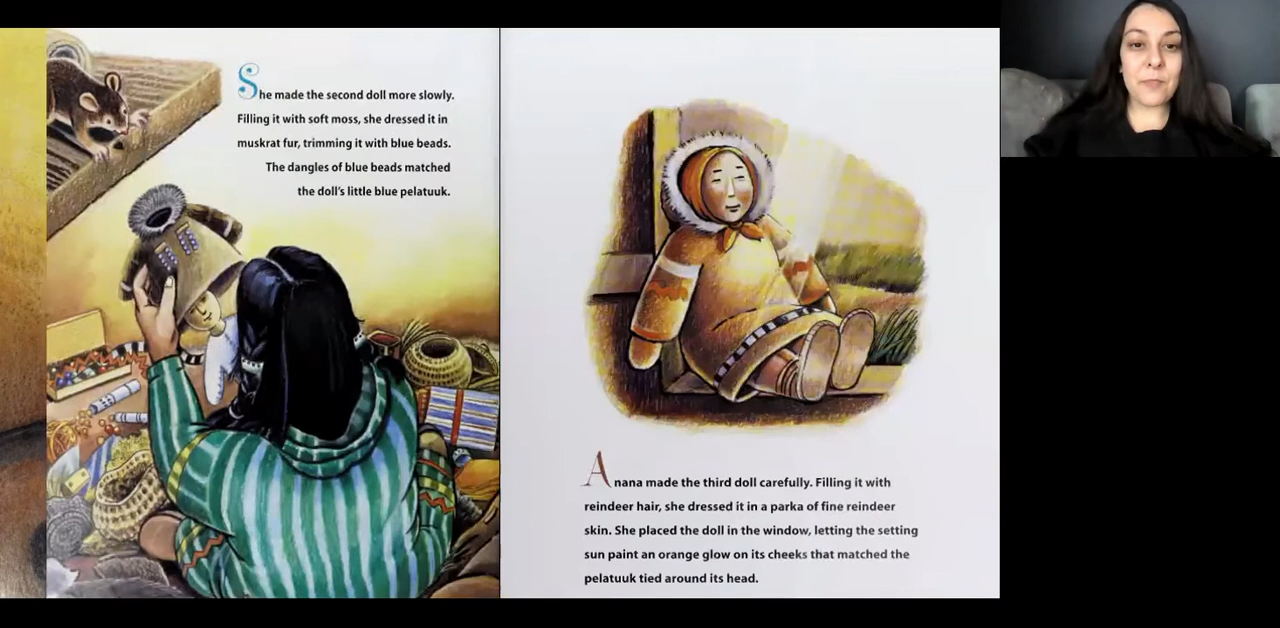 She made the second doll more slowly.
Filling it with soft moss, she dressed it in
muskrat fur, trimming it with blue beads.
The dangles of blue beads matched
the doll's little blue pelatuuk.
Anana made the third doll carefully. Filling it with
reindeer hair, she dressed it in a parka of fine reindeer
skin. She placed the doll in the window, letting the setting
sun paint an orange glow on its cheeks that matched the
pelatuuk tied around its head.